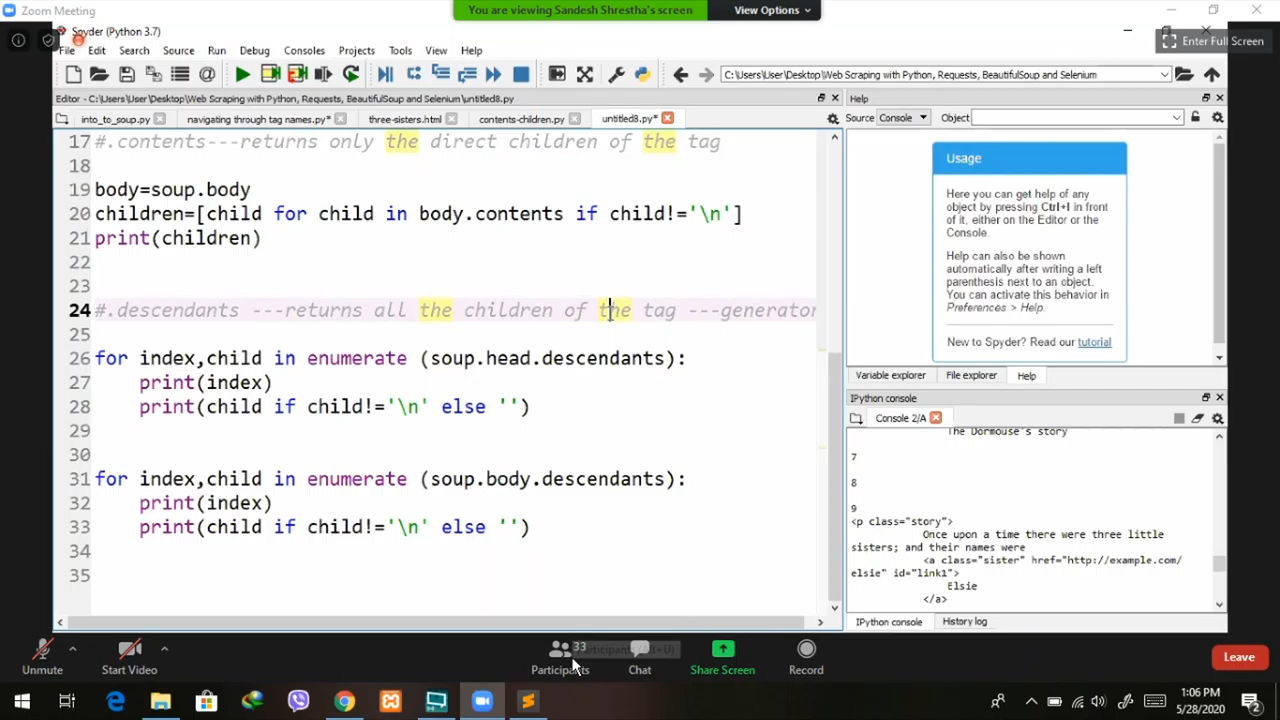 Zoom Meeting
You are viewing Sandesh Shrestha's screen
View Options
Spyder (Python 3.7)
File Edit Search Source Run Debug Consoles Projects Tools View Help
Enter Full Screen
C:\Users\User\Desktop\Web Scraping with Python, Requests, BeautifulSoup and Selenium
Editor - C:\Users\User\Desktop\Web Scraping with Python, Requests, BeautifulSoup and Selenium\untitled8.py
into_to_soup.py navigating through tag names.py* three-sisters.html contents-children.py untitled8.py*
17 #.contents---returns only the direct children of the tag
18
19 body=soup.body
20 children=[child for child in body.contents if child!='\n']
21 print(children)
22
23
24 #.descendants ---returns all the children of the tag ---generator
25
26 for index,child in enumerate (soup.head.descendants):
27 print(index)
28 print(child if child!='\n' else '')
29
30
31 for index,child in enumerate (soup.body.descendants):
32 print(index)
33 print(child if child!='\n' else '')
34
35
Help
Source Console Object
Usage
Here you can get help of any
object by pressing Ctrl+I in front
of it, either on the Editor or the
Console.
Help can also be shown
automatically after writing a left
parenthesis next to an object.
You can activate this behavior in
Preferences > Help.
New to Spyder? Read our tutorial
Variable explorer File explorer Help
IPython console
Console 2/A
The Dormouse's story
7
8
9
<p class="story">
Once upon a time there were three little
sisters; and their names were
<a class="sister" href="http://example.com/
elsie" id="link1">
Elsie
</a>
IPython console History log
Unmute
Start Video
33
Participants (Alt+U)
Participants
Chat
Share Screen
Record
Leave
1:06 PM
5/28/2020
2